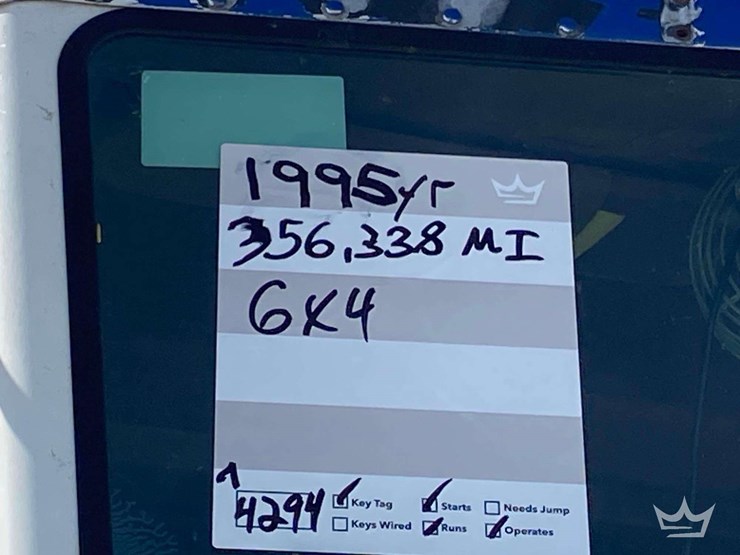 1995yr
356,338 MI
6x4
4294
Key Tag Starts Needs Jump
Keys Wired Runs Operates